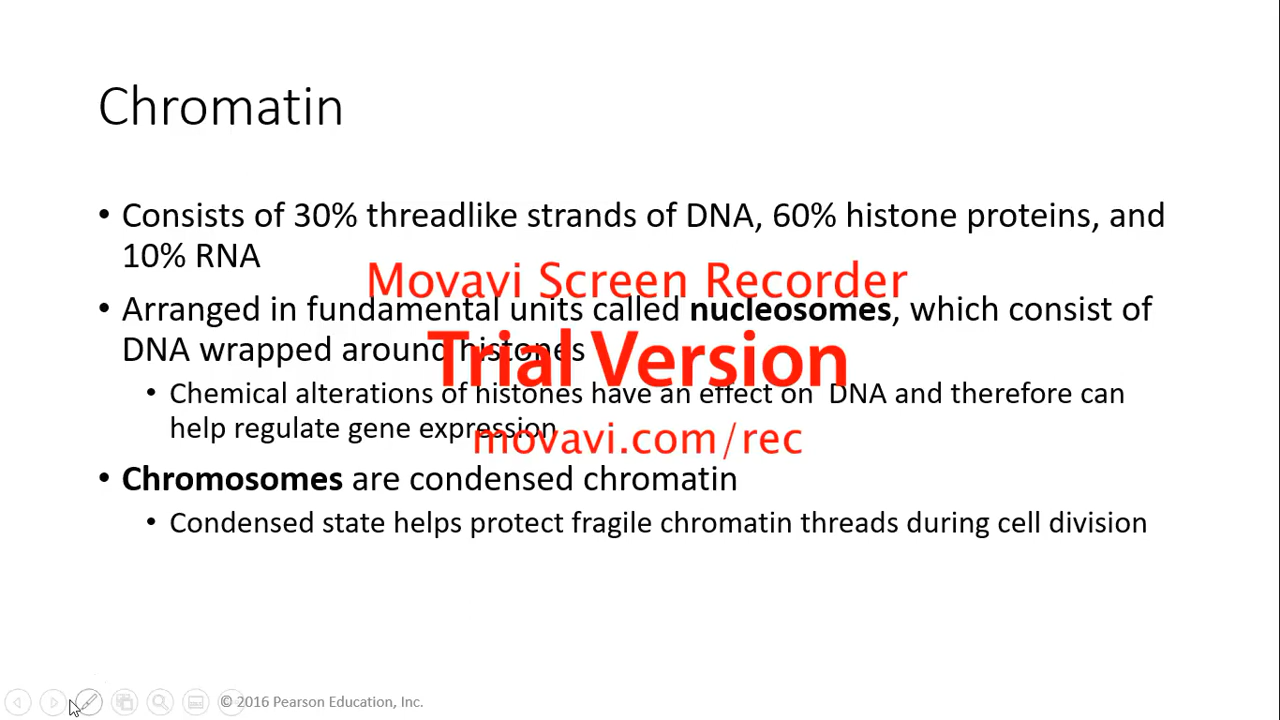 Chromatin
• Consists of 30% threadlike strands of DNA, 60% histone proteins, and
10% RNA
Movavi Screen Recorder
• Arranged in fundamental units called nucleosomes, which consist of
DNA wrapped around histones
Trial Version
• Chemical alterations of histones have an effect on DNA and therefore can
help regulate gene expression
movavi.com/rec
• Chromosomes are condensed chromatin
• Condensed state helps protect fragile chromatin threads during cell division
© 2016 Pearson Education, Inc.